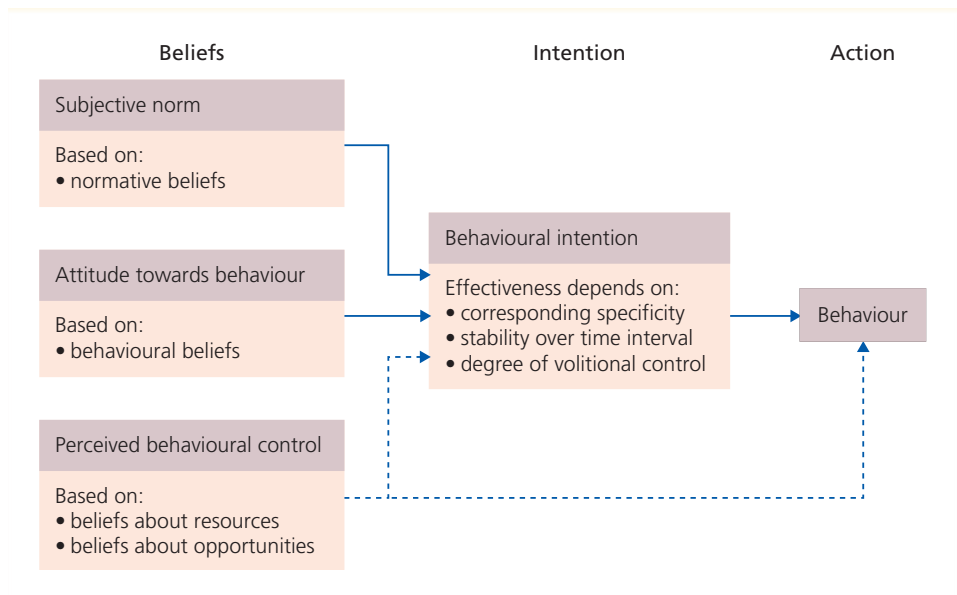 Beliefs
Intention
Action
Subjective norm
Based on:
• normative beliefs
Attitude towards behaviour
Based on:
• behavioural beliefs
Perceived behavioural control
Based on:
• beliefs about resources
• beliefs about opportunities
Behavioural intention
Effectiveness depends on:
• corresponding specificity
• stability over time interval
• degree of volitional control
Behaviour